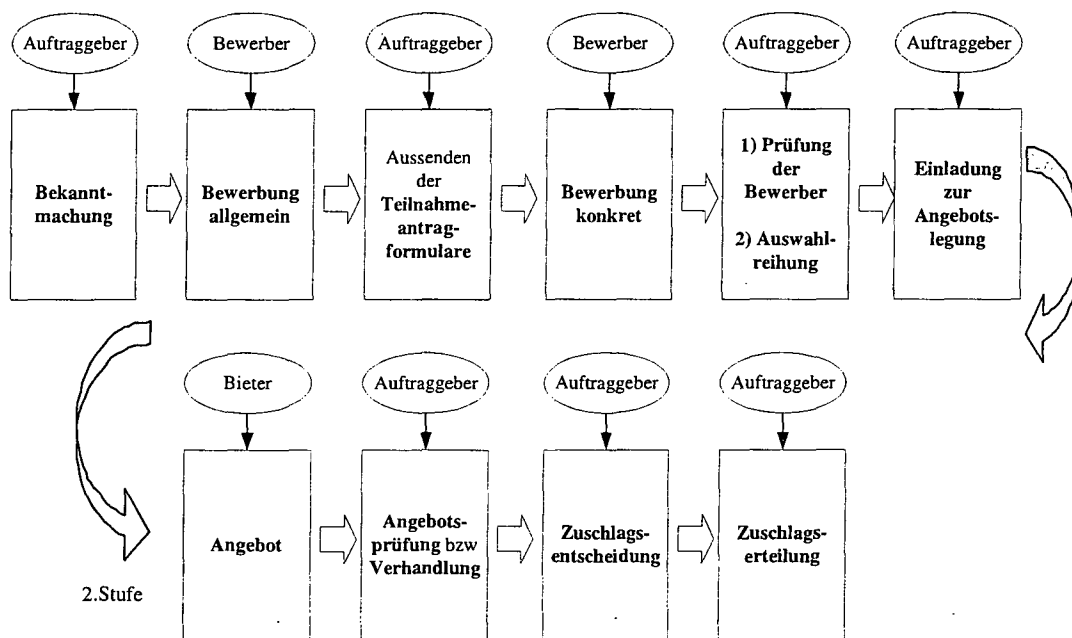 Auftraggeber
Bewerber
Auftraggeber
Bewerber
Auftraggeber
Auftraggeber
Bekannt-
machung
Bewerbung
allgemein
Aussenden
der
Teilnahme-
antrag-
formulare
Bewerbung
konkret
1) Prüfung
der
Bewerber
2) Auswahl-
reihung
Einladung
zur
Angebots-
legung
Bieter
Auftraggeber
Auftraggeber
Auftraggeber
Angebot
Angebots-
prüfung bzw
Verhandlung
Zuschlags-
entscheidung
Zuschlags-
erteilung
2.Stufe